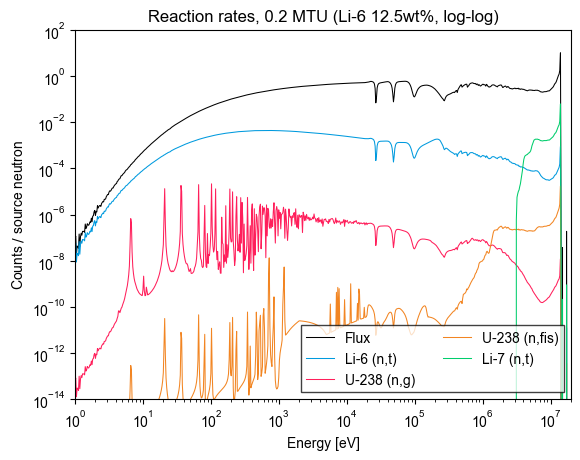 Reaction rates, 0.2 MTU (Li-6 12.5wt%, log-log)
Counts / source neutron
10^2
10^0
10^-2
10^-4
10^-6
10^-8
10^-10
10^-12
10^-14
Flux
Li-6 (n,t)
U-238 (n,g)
U-238 (n,fis)
Li-7 (n,t)
10^0 10^1 10^2 10^3 10^4 10^5 10^6 10^7
Energy [eV]